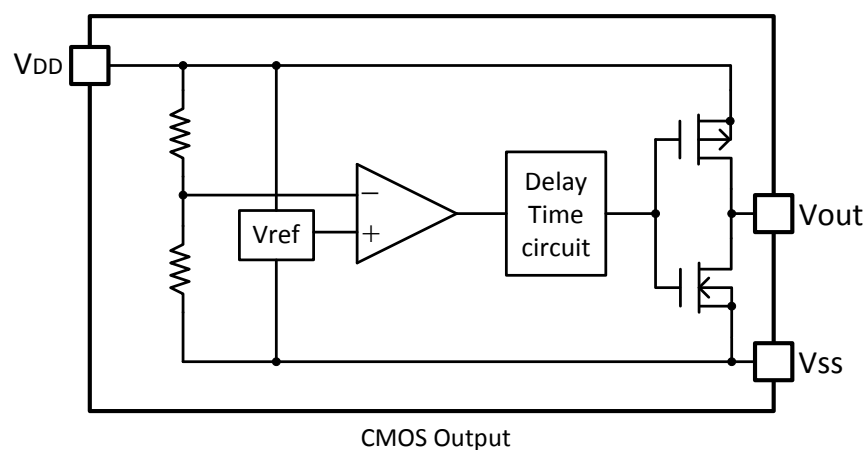 VDD
−
Vref
+
Delay
Time
circuit
Vout
Vss
CMOS Output